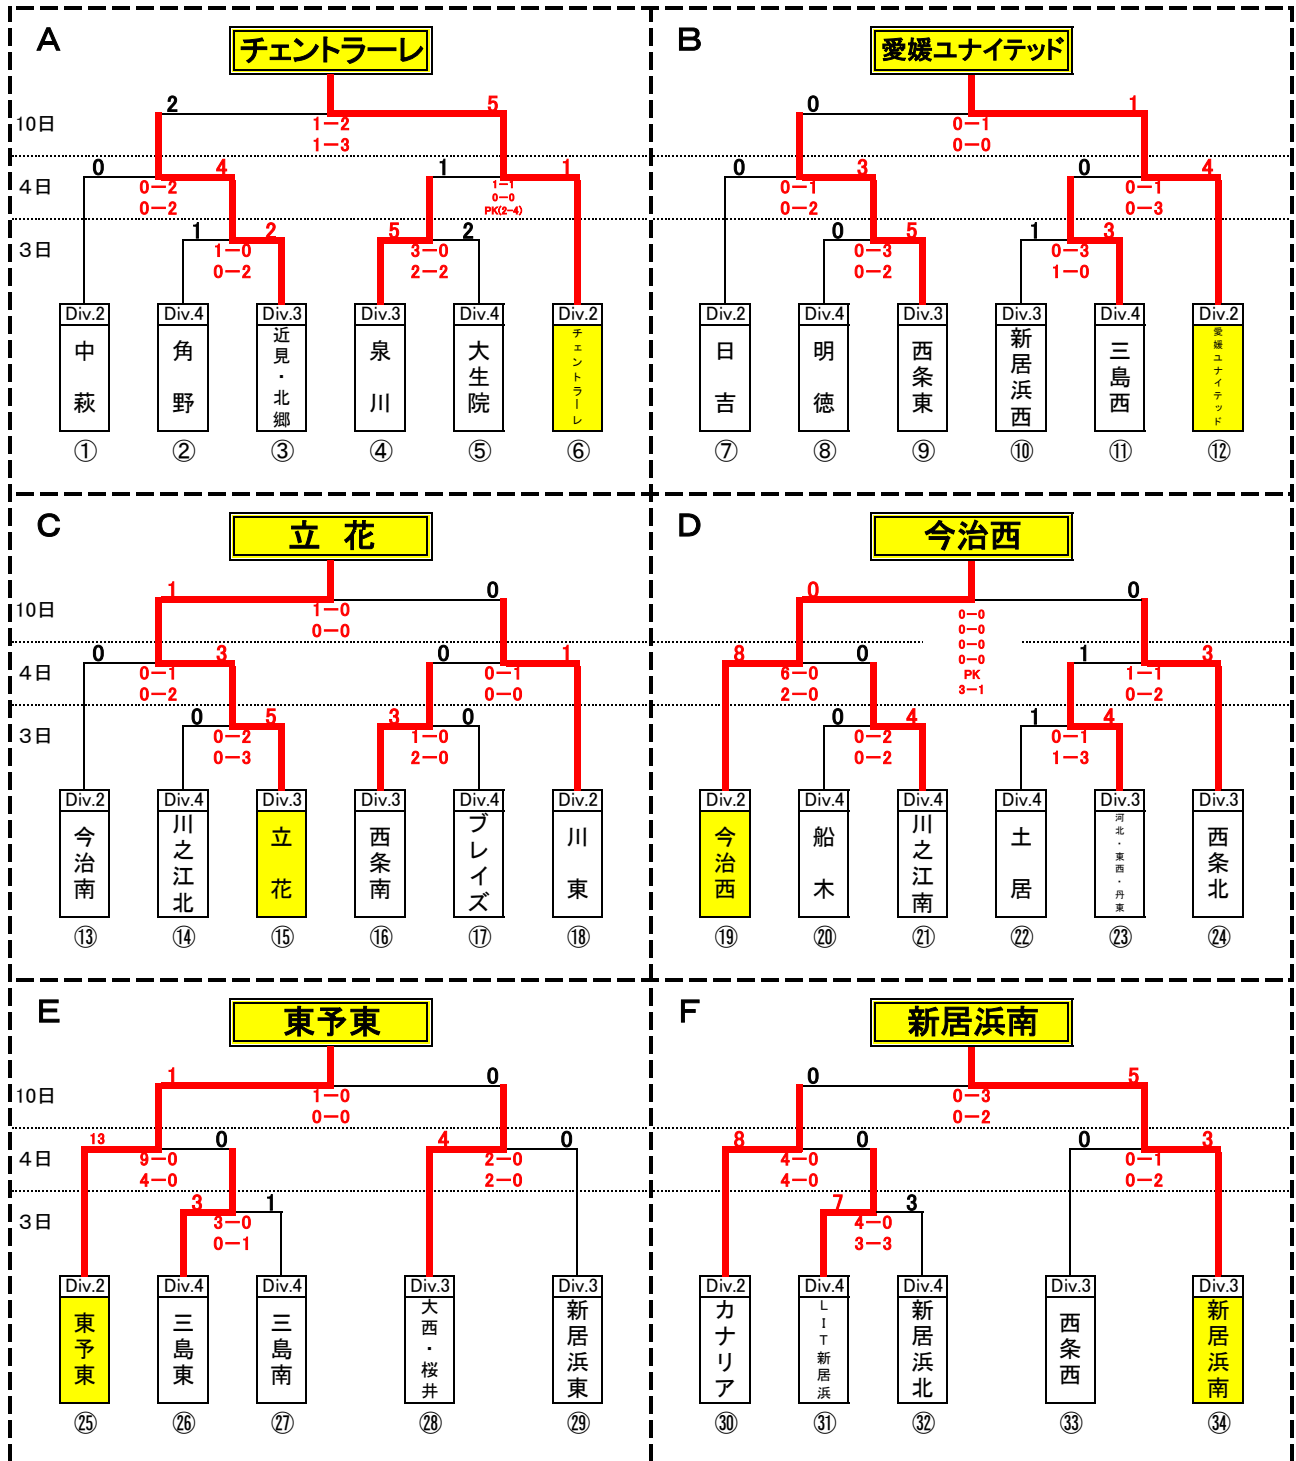 A
チェントラーレ
10日
2
5
1－2
1－3
4日
0
4
0－2
0－2
1
1
1－1
0－0
PK(2-4)
3日
1
2
1－0
0－2
5
2
3－0
2－2
Div.2
Div.4
Div.3
Div.3
Div.4
Div.2
中萩
角野
近見・北郷
泉川
大生院
チェントラーレ
①
②
③
④
⑤
⑥
B
愛媛ユナイテッド
0
1
0－1
0－0
0
3
0－1
0－2
0
4
0－1
0－3
0
5
0－3
0－2
1
3
0－3
1－0
Div.2
Div.4
Div.3
Div.3
Div.4
Div.2
日吉
明徳
西条東
新居浜西
三島西
愛媛ユナイテッド
⑦
⑧
⑨
⑩
⑪
⑫
C
立　花
10日
1
0
1－0
0－0
4日
0
3
0－1
0－2
0
1
0－1
0－0
3日
0
5
0－2
0－3
3
0
1－0
2－0
Div.2
Div.4
Div.3
Div.3
Div.4
Div.2
今治南
川之江北
立花
西条南
ブレイズ
川東
⑬
⑭
⑮
⑯
⑰
⑱
D
今治西
0
0
0－0
0－0
0－0
0－0
PK
3－1
8
0
6－0
2－0
1
3
1－1
0－2
0
4
0－2
0－2
1
4
0－1
1－3
Div.2
Div.4
Div.4
Div.4
Div.3
Div.3
今治西
船木
川之江南
土居
河北・東西・丹東
西条北
⑲
⑳
㉑
㉒
㉓
㉔
E
東予東
10日
1
0
1－0
0－0
4日
13
0
9－0
4－0
4
0
2－0
2－0
3日
3
1
3－0
0－1
Div.2
Div.4
Div.4
Div.3
Div.3
東予東
三島東
三島南
大西・桜井
新居浜東
㉕
㉖
㉗
㉘
㉙
F
新居浜南
0
5
0－3
0－2
8
0
4－0
4－0
0
3
0－1
0－2
7
3
4－0
3－3
Div.2
Div.4
Div.4
Div.3
Div.3
カナリア
LIT新居浜
新居浜北
西条西
新居浜南
㉚
㉛
㉜
㉝
㉞